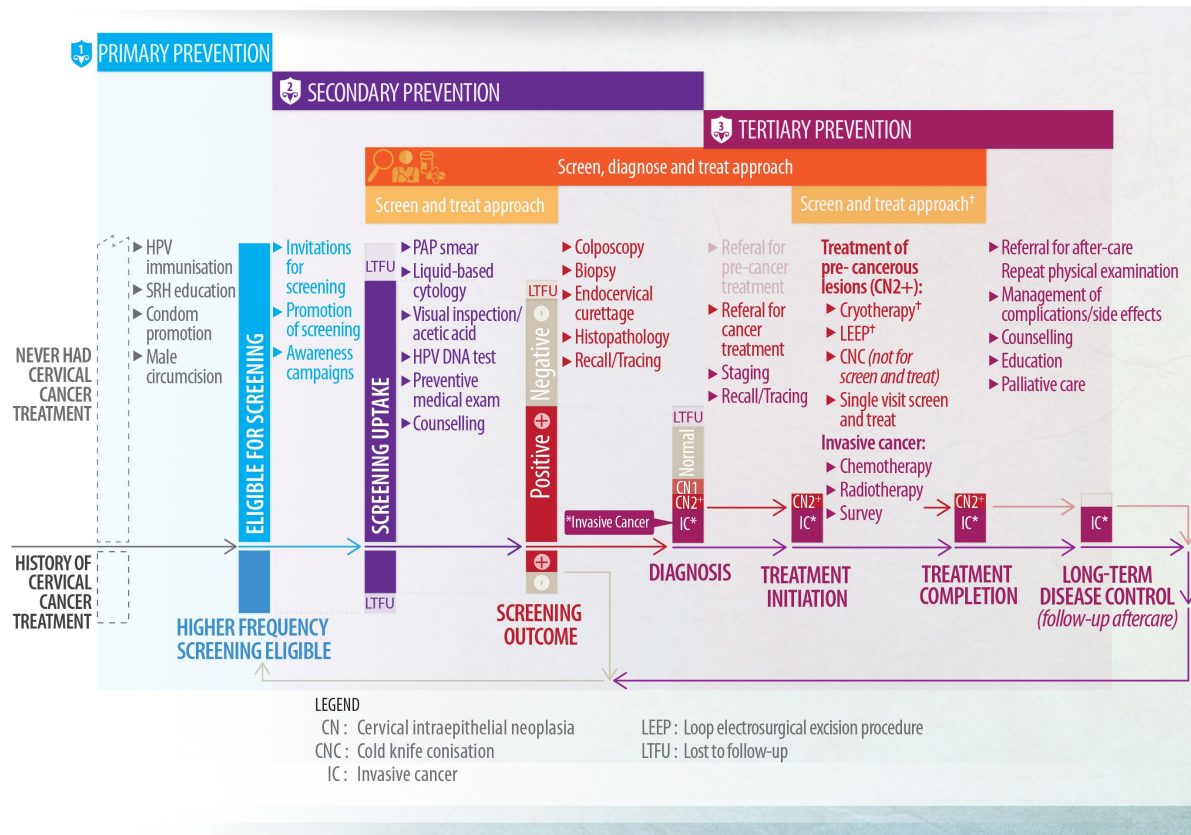 1 PRIMARY PREVENTION
2 SECONDARY PREVENTION
3 TERTIARY PREVENTION
Screen, diagnose and treat approach
Screen and treat approach
Screen and treat approach†
NEVER HAD
CERVICAL
CANCER
TREATMENT
HISTORY OF
CERVICAL
CANCER
TREATMENT
▶ HPV
immunisation
▶ SRH education
▶ Condom
promotion
▶ Male
circumcision
ELIGIBLE FOR SCREENING
HIGHER FREQUENCY
SCREENING ELIGIBLE
▶ Invitations
for
screening
▶ Promotion
of screening
▶ Awareness
campaigns
LTFU
SCREENING UPTAKE
LTFU
▶ PAP smear
▶ Liquid-based
cytology
▶ Visual inspection/
acetic acid
▶ HPV DNA test
▶ Preventive
medical exam
▶ Counselling
LTFU
Negative -
Positive +
+
-
SCREENING
OUTCOME
▶ Colposcopy
▶ Biopsy
▶ Endocervical
curettage
▶ Histopathology
▶ Recall/Tracing
*Invasive Cancer
▶ Referal for
pre-cancer
treatment
▶ Referal for
cancer
treatment
▶ Staging
▶ Recall/Tracing
LTFU
Normal
CN1
CN2+
IC*
DIAGNOSIS
Treatment of
pre- cancerous
lesions (CN2+):
▶ Cryotherapy†
▶ LEEP†
▶ CNC (not for
screen and treat)
▶ Single visit screen
and treat
Invasive cancer:
▶ Chemotherapy
▶ Radiotherapy
▶ Survey
CN2+
IC*
TREATMENT
INITIATION
CN2+
IC*
TREATMENT
COMPLETION
▶ Referral for after-care
Repeat physical examination
▶ Management of
complications/side effects
▶ Counselling
▶ Education
▶ Palliative care
IC*
LONG-TERM
DISEASE CONTROL
(follow-up aftercare)
LEGEND
CN : Cervical intraepithelial neoplasia
CNC : Cold knife conisation
IC : Invasive cancer
LEEP : Loop electrosurgical excision procedure
LTFU : Lost to follow-up